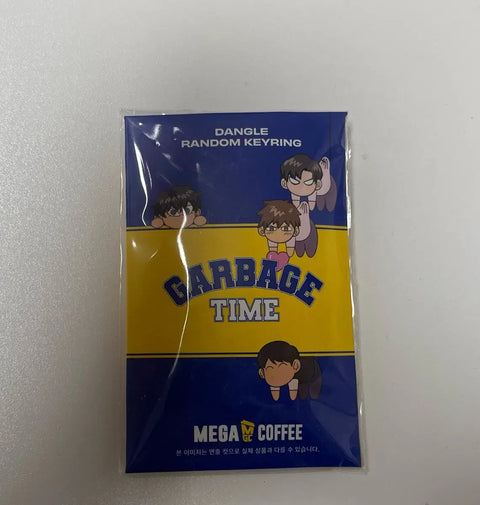 DANGLE
RANDOM KEYRING
GARBAGE
TIME
MEGA MGC COFFEE
본 이미지는 연출 컷으로 실제 상품과 다를 수 있습니다.